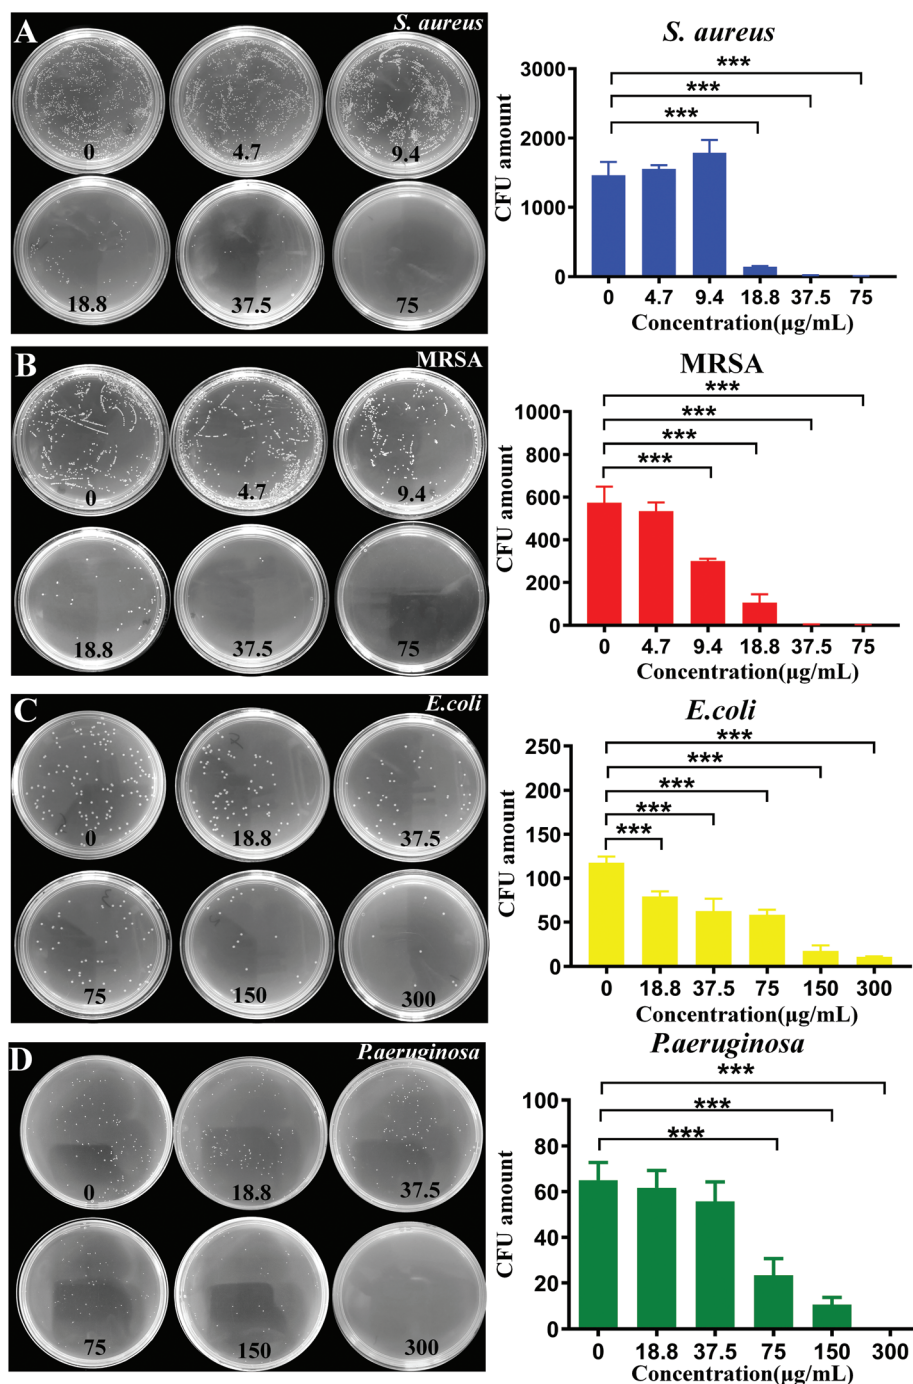 A
S. aureus
0
4.7
9.4
18.8
37.5
75
S. aureus
CFU amount
3000
2000
1000
0
***
***
***
0 4.7 9.4 18.8 37.5 75
Concentration(μg/mL)
B
MRSA
0
4.7
9.4
18.8
37.5
75
MRSA
CFU amount
1000
800
600
400
200
0
***
***
***
***
0 4.7 9.4 18.8 37.5 75
Concentration(μg/mL)
C
E.coli
0
18.8
37.5
75
150
300
E.coli
CFU amount
250
200
150
100
50
0
***
***
***
***
***
0 18.8 37.5 75 150 300
Concentration(μg/mL)
D
P.aeruginosa
0
18.8
37.5
75
150
300
P.aeruginosa
CFU amount
100
80
60
40
20
0
***
***
***
0 18.8 37.5 75 150 300
Concentration(μg/mL)